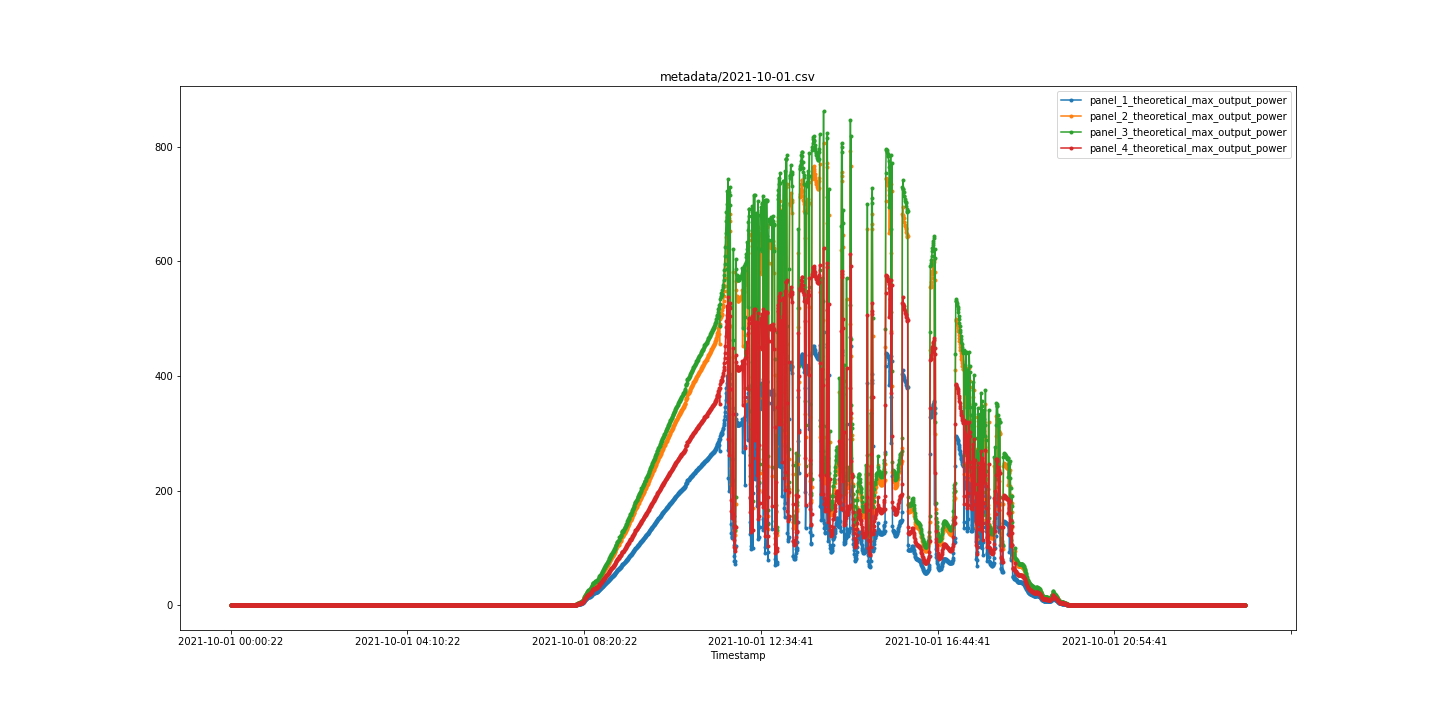 metadata/2021-10-01.csv
panel_1_theoretical_max_output_power
panel_2_theoretical_max_output_power
panel_3_theoretical_max_output_power
panel_4_theoretical_max_output_power
800
600
400
200
0
2021-10-01 00:00:22
2021-10-01 04:10:22
2021-10-01 08:20:22
2021-10-01 12:34:41
2021-10-01 16:44:41
2021-10-01 20:54:41
Timestamp